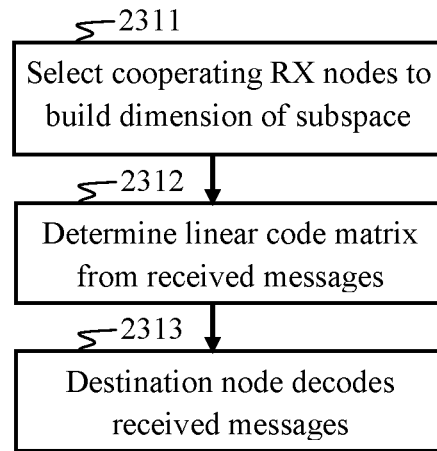 2311
Select cooperating RX nodes to
build dimension of subspace
2312
Determine linear code matrix
from received messages
2313
Destination node decodes
received messages